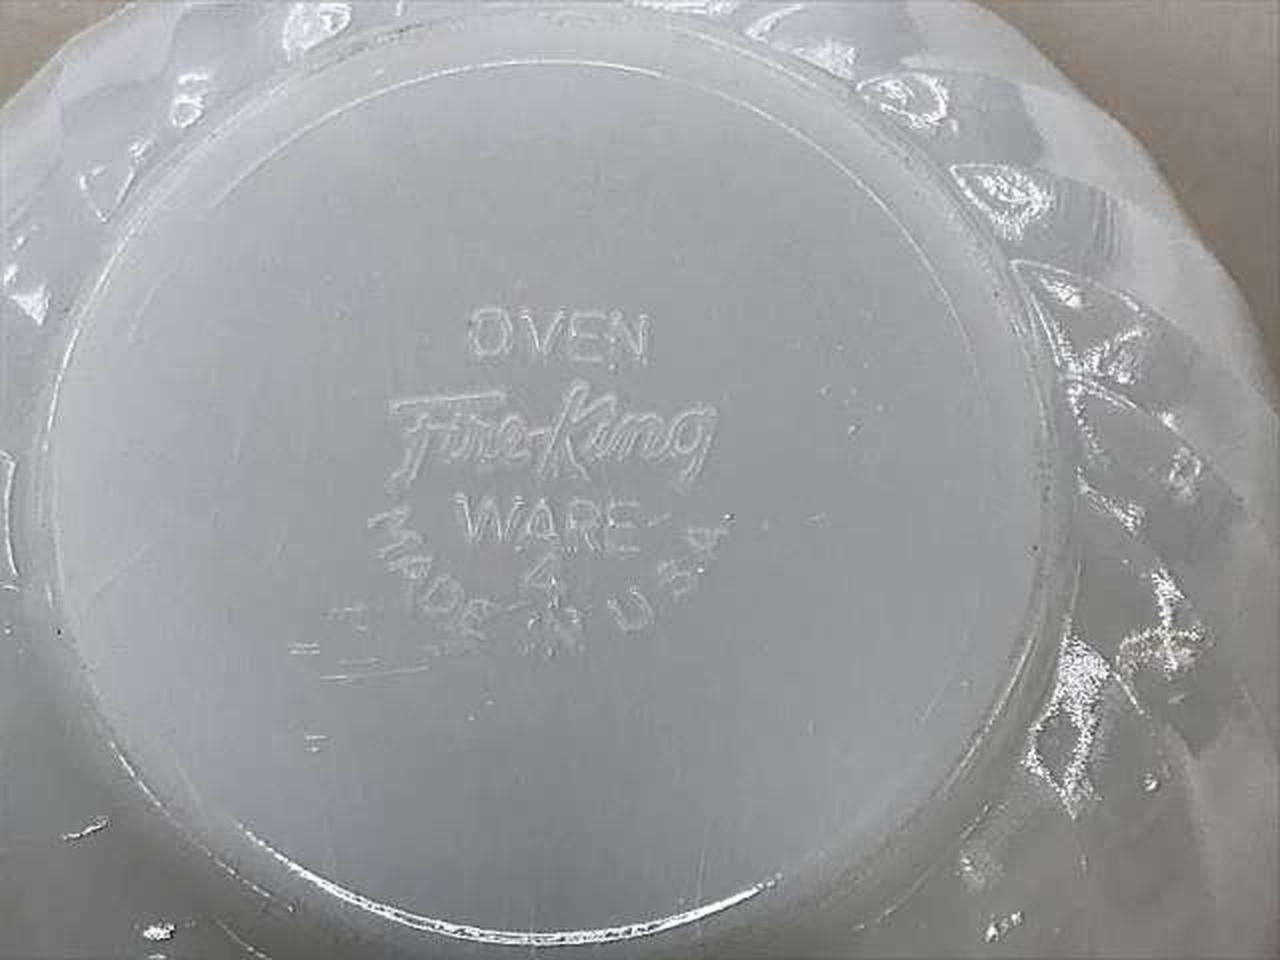 OVEN
Fire-King
WARE
4
MADE IN U S A